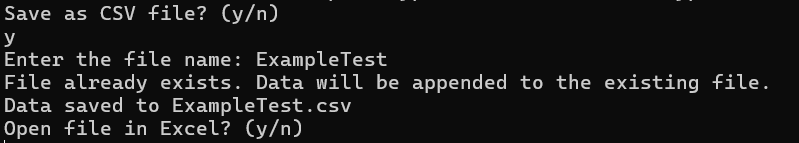 Save as CSV file? (y/n)
y
Enter the file name: ExampleTest
File already exists. Data will be appended to the existing file.
Data saved to ExampleTest.csv
Open file in Excel? (y/n)